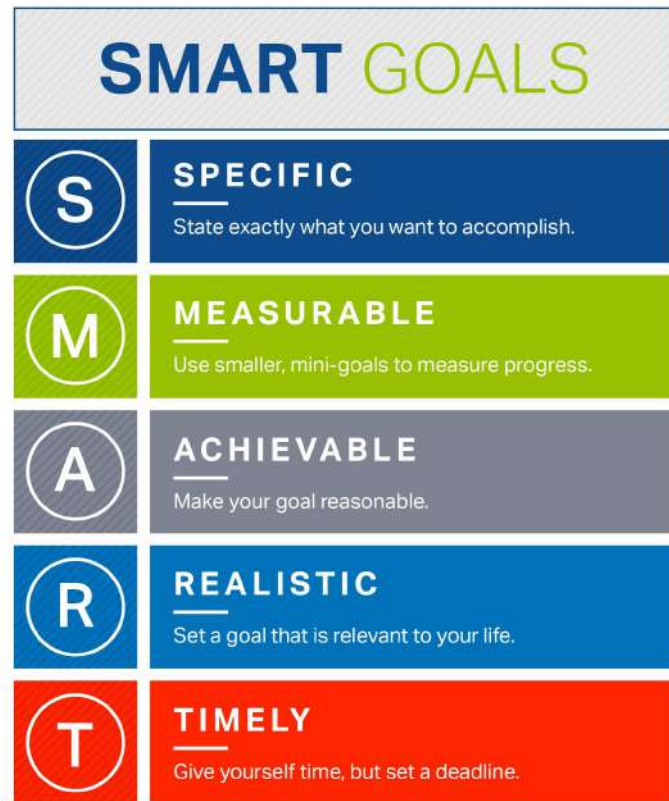 SMART GOALS
S
SPECIFIC
State exactly what you want to accomplish.
M
MEASURABLE
Use smaller, mini-goals to measure progress.
A
ACHIEVABLE
Make your goal reasonable.
R
REALISTIC
Set a goal that is relevant to your life.
T
TIMELY
Give yourself time, but set a deadline.